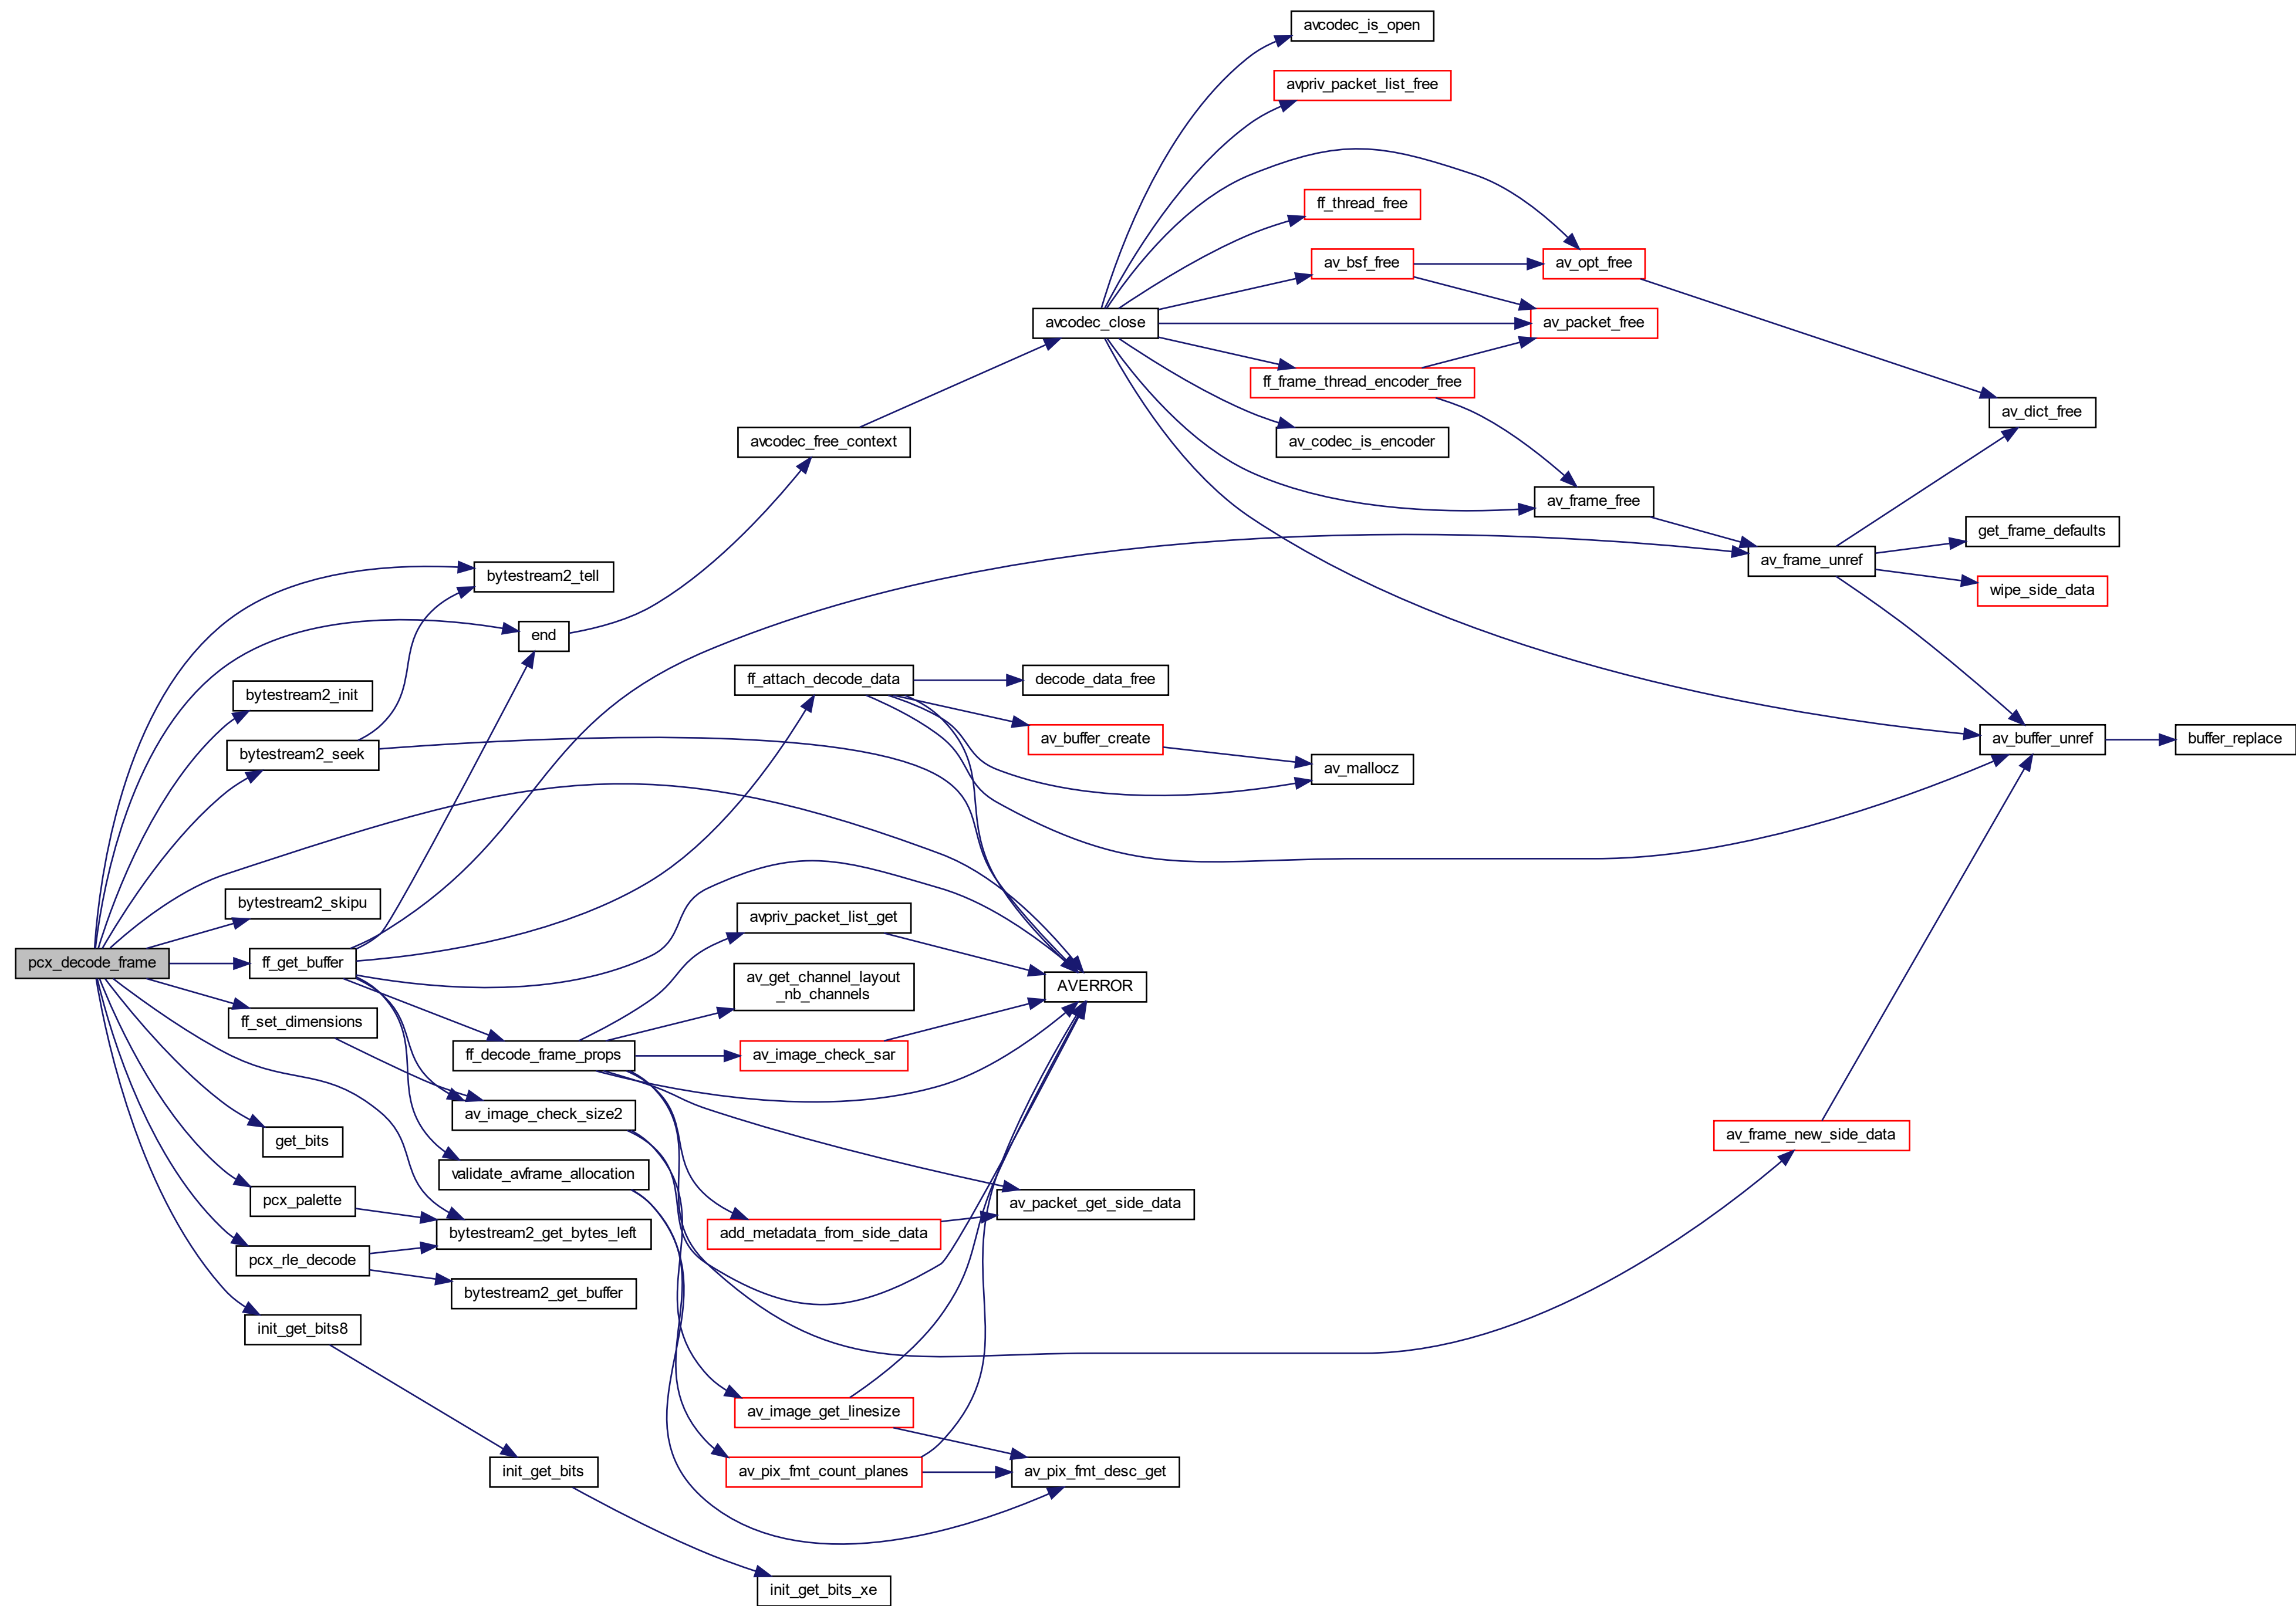 avcodec_is_open
avpriv_packet_list_free
ff_thread_free
av_bsf_free
av_opt_free
avcodec_close
av_packet_free
ff_frame_thread_encoder_free
av_dict_free
avcodec_free_context
av_codec_is_encoder
av_frame_free
get_frame_defaults
av_frame_unref
bytestream2_tell
wipe_side_data
end
ff_attach_decode_data
decode_data_free
bytestream2_init
av_buffer_create
av_buffer_unref
buffer_replace
bytestream2_seek
av_mallocz
bytestream2_skipu
avpriv_packet_list_get
pcx_decode_frame
ff_get_buffer
av_get_channel_layout
_nb_channels
AVERROR
ff_set_dimensions
ff_decode_frame_props
av_image_check_sar
av_image_check_size2
get_bits
av_frame_new_side_data
validate_avframe_allocation
pcx_palette
av_packet_get_side_data
bytestream2_get_bytes_left
add_metadata_from_side_data
pcx_rle_decode
bytestream2_get_buffer
init_get_bits8
av_image_get_linesize
init_get_bits
av_pix_fmt_count_planes
av_pix_fmt_desc_get
init_get_bits_xe